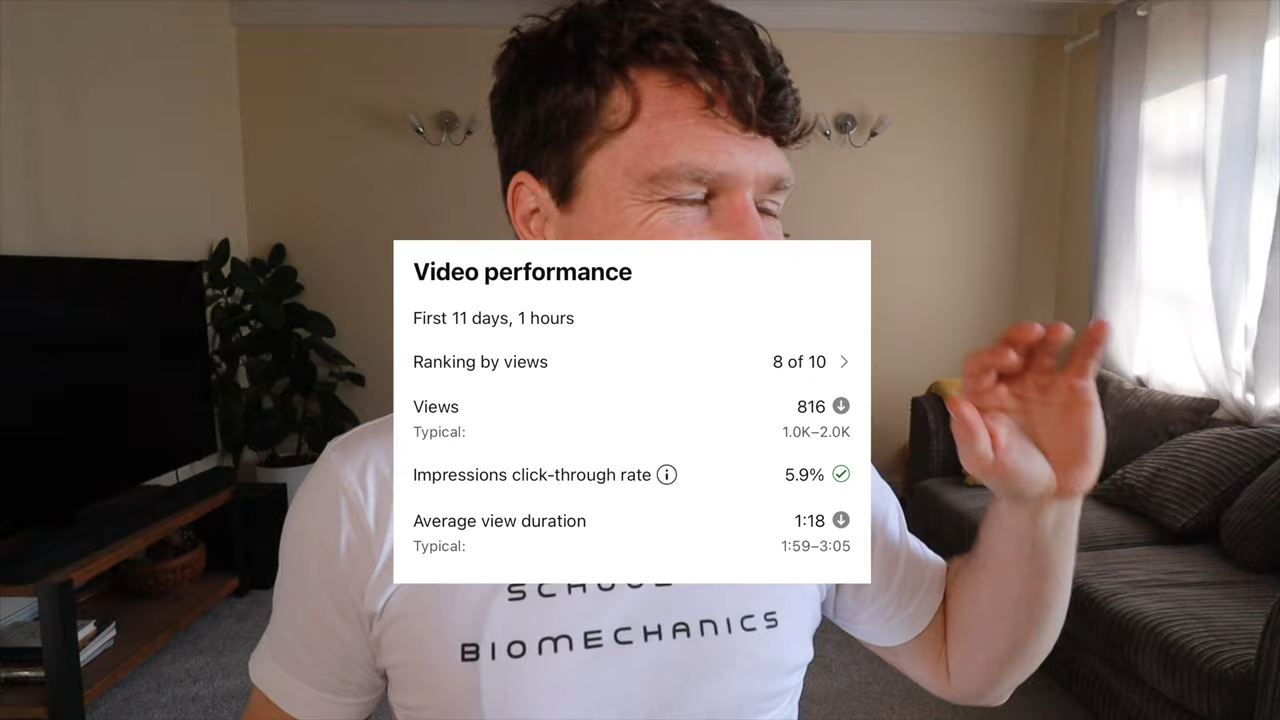 Video performance
First 11 days, 1 hours
Ranking by views 8 of 10
Views 816
Typical: 1.0K–2.0K
Impressions click-through rate 5.9%
Average view duration 1:18
Typical: 1:59–3:05
SCHOOL
BIOMECHANICS